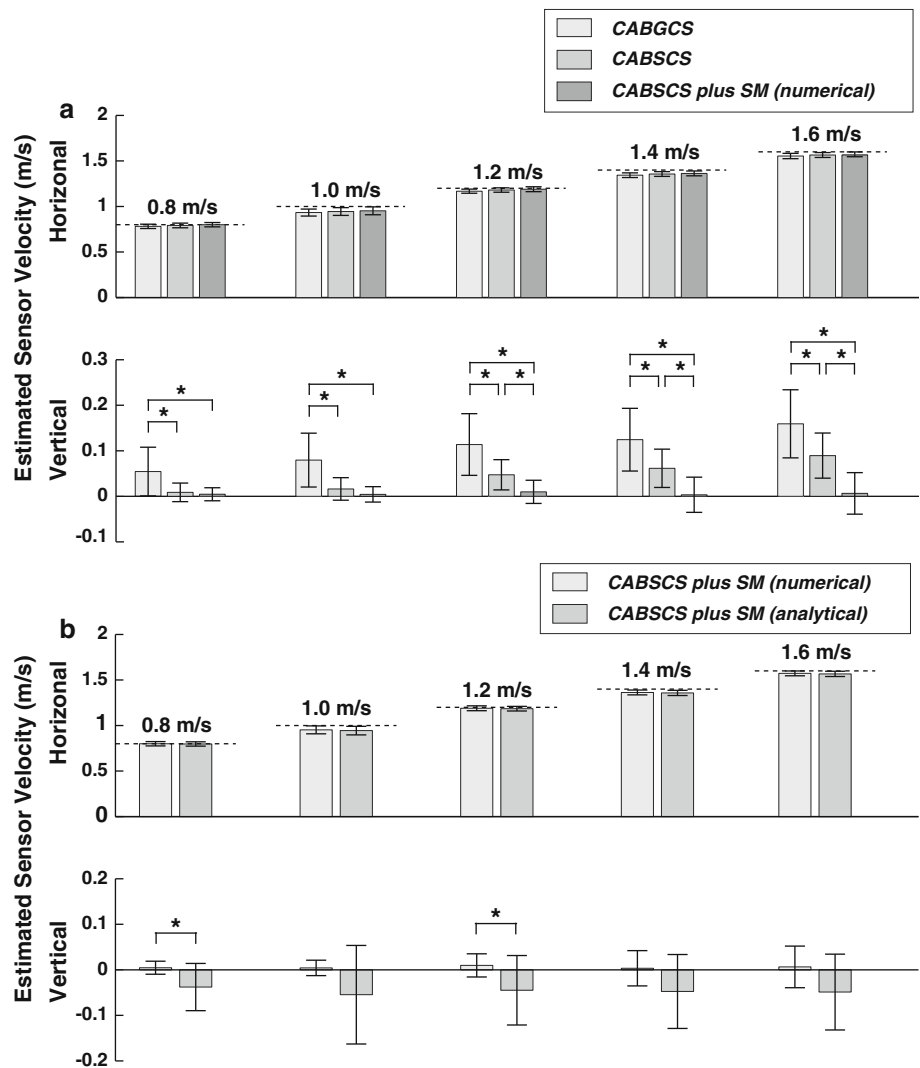 CABGCS
CABSCS
CABSCS plus SM (numerical)
a
Estimated Sensor Velocity (m/s)
Horizonal
2
1.5
1
0.5
0
0.8 m/s
1.0 m/s
1.2 m/s
1.4 m/s
1.6 m/s
Vertical
0.3
0.2
0.1
0
-0.1
* *
* *
* * *
* * *
* * *
CABSCS plus SM (numerical)
CABSCS plus SM (analytical)
b
Estimated Sensor Velocity (m/s)
Horizonal
2
1.5
1
0.5
0
0.8 m/s
1.0 m/s
1.2 m/s
1.4 m/s
1.6 m/s
Vertical
0.2
0.1
0
-0.1
-0.2
*
*